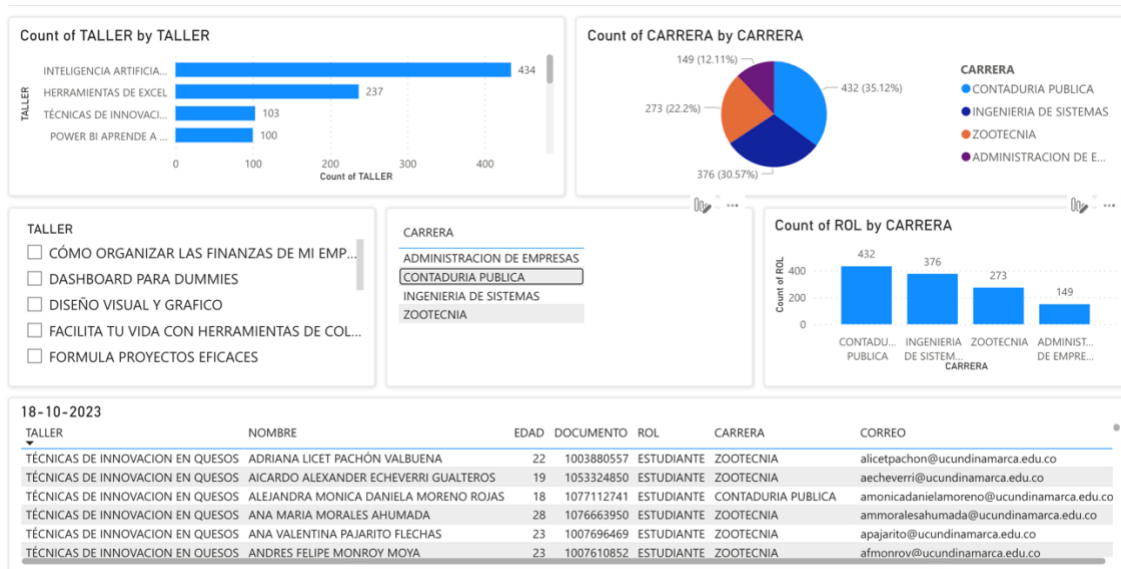 Count of TALLER by TALLER
TALLER
INTELIGENCIA ARTIFICIA... 434
HERRAMIENTAS DE EXCEL 237
TÉCNICAS DE INNOVACI... 103
POWER BI APRENDE A ... 100
0 100 200 300 400
Count of TALLER
Count of CARRERA by CARRERA
149 (12.11%)
432 (35.12%)
273 (22.2%)
376 (30.57%)
CARRERA
CONTADURIA PUBLICA
INGENIERIA DE SISTEMAS
ZOOTECNIA
ADMINISTRACION DE E...
TALLER
CÓMO ORGANIZAR LAS FINANZAS DE MI EMP...
DASHBOARD PARA DUMMIES
DISEÑO VISUAL Y GRAFICO
FACILITA TU VIDA CON HERRAMIENTAS DE COL...
FORMULA PROYECTOS EFICACES
CARRERA
ADMINISTRACION DE EMPRESAS
CONTADURIA PUBLICA
INGENIERIA DE SISTEMAS
ZOOTECNIA
Count of ROL by CARRERA
Count of ROL
400
200
0
432 376 273 149
CONTADU... INGENIERIA ZOOTECNIA ADMINIST...
PUBLICA DE SISTEM... DE EMPRE...
CARRERA
18-10-2023
TALLER NOMBRE EDAD DOCUMENTO ROL CARRERA CORREO
TÉCNICAS DE INNOVACION EN QUESOS ADRIANA LICET PACHÓN VALBUENA 22 1003880557 ESTUDIANTE ZOOTECNIA alicetpachon@ucundinamarca.edu.co
TÉCNICAS DE INNOVACION EN QUESOS AICARDO ALEXANDER ECHEVERRI GUALTEROS 19 1053324850 ESTUDIANTE ZOOTECNIA aecheverri@ucundinamarca.edu.co
TÉCNICAS DE INNOVACION EN QUESOS ALEJANDRA MONICA DANIELA MORENO ROJAS 18 1077112741 ESTUDIANTE CONTADURIA PUBLICA amonicadanielamoreno@ucundinamarca.edu.co
TÉCNICAS DE INNOVACION EN QUESOS ANA MARIA MORALES AHUMADA 28 1076663950 ESTUDIANTE ZOOTECNIA ammoralesahumada@ucundinamarca.edu.co
TÉCNICAS DE INNOVACION EN QUESOS ANA VALENTINA PAJARITO FLECHAS 23 1007696469 ESTUDIANTE ZOOTECNIA apajarito@ucundinamarca.edu.co
TÉCNICAS DE INNOVACION EN QUESOS ANDRES FELIPE MONROY MOYA 23 1007610852 ESTUDIANTE ZOOTECNIA afmonroy@ucundinamarca.edu.co